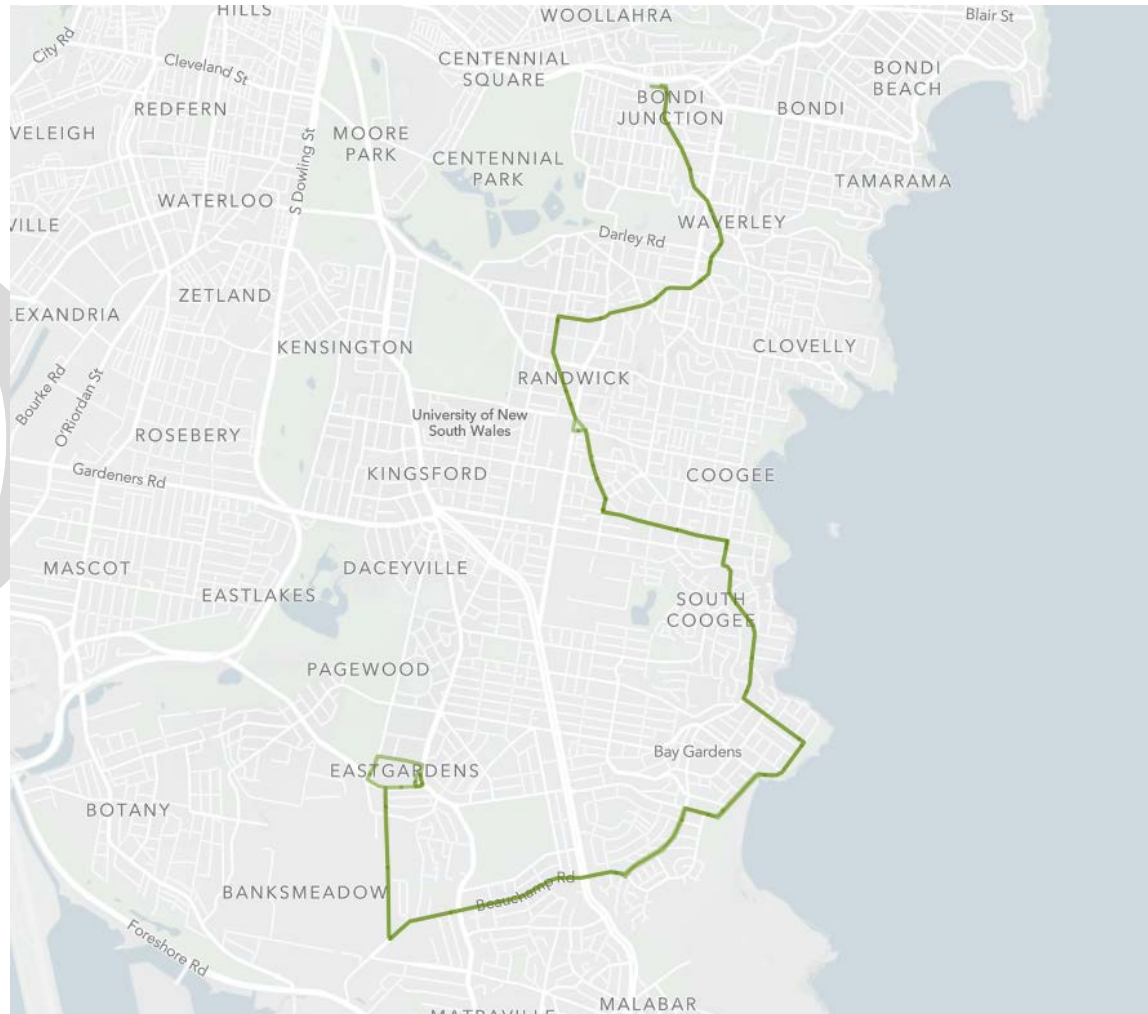 HILLS
WOOLLAHRA
Blair St
City Rd
Cleveland St
CENTENNIAL
SQUARE
BONDI
BEACH
REDFERN
BONDI
JUNCTION
BONDI
VELEIGH
MOORE
PARK
CENTENNIAL
PARK
S Dowling St
TAMARAMA
WATERLOO
WAVERLEY
VILLE
Darley Rd
ZETLAND
LEXANDRIA
KENSINGTON
CLOVELLY
RANDWICK
Bourke Rd
O'Riordan St
University of New
South Wales
ROSEBERY
KINGSFORD
COOGEE
Gardeners Rd
MASCOT
DACEYVILLE
EASTLAKES
SOUTH
COOGEE
PAGEWOOD
Bay Gardens
EASTGARDENS
BOTANY
BANKSMEADOW
Beauchamp Rd
Foreshore Rd
MALABAR
MATRAVILLE